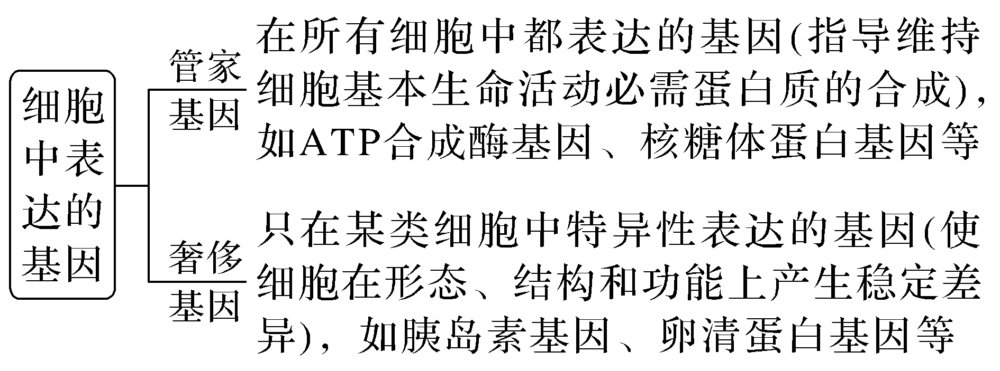 细胞
中表
达的
基因
管家
基因
在所有细胞中都表达的基因(指导维持
细胞基本生命活动必需蛋白质的合成)，
如ATP合成酶基因、核糖体蛋白基因等
奢侈
基因
只在某类细胞中特异性表达的基因(使
细胞在形态、结构和功能上产生稳定差
异)，如胰岛素基因、卵清蛋白基因等